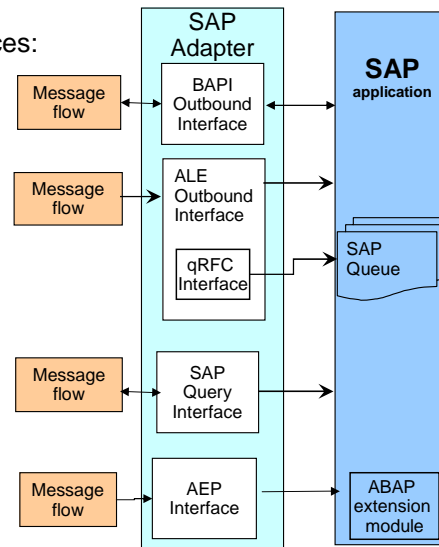 ces:
SAP
Adapter
SAP
application
Message
flow
BAPI
Outbound
Interface
Message
flow
ALE
Outbound
Interface
qRFC
Interface
SAP
Queue
Message
flow
SAP
Query
Interface
Message
flow
AEP
Interface
ABAP
extension
module